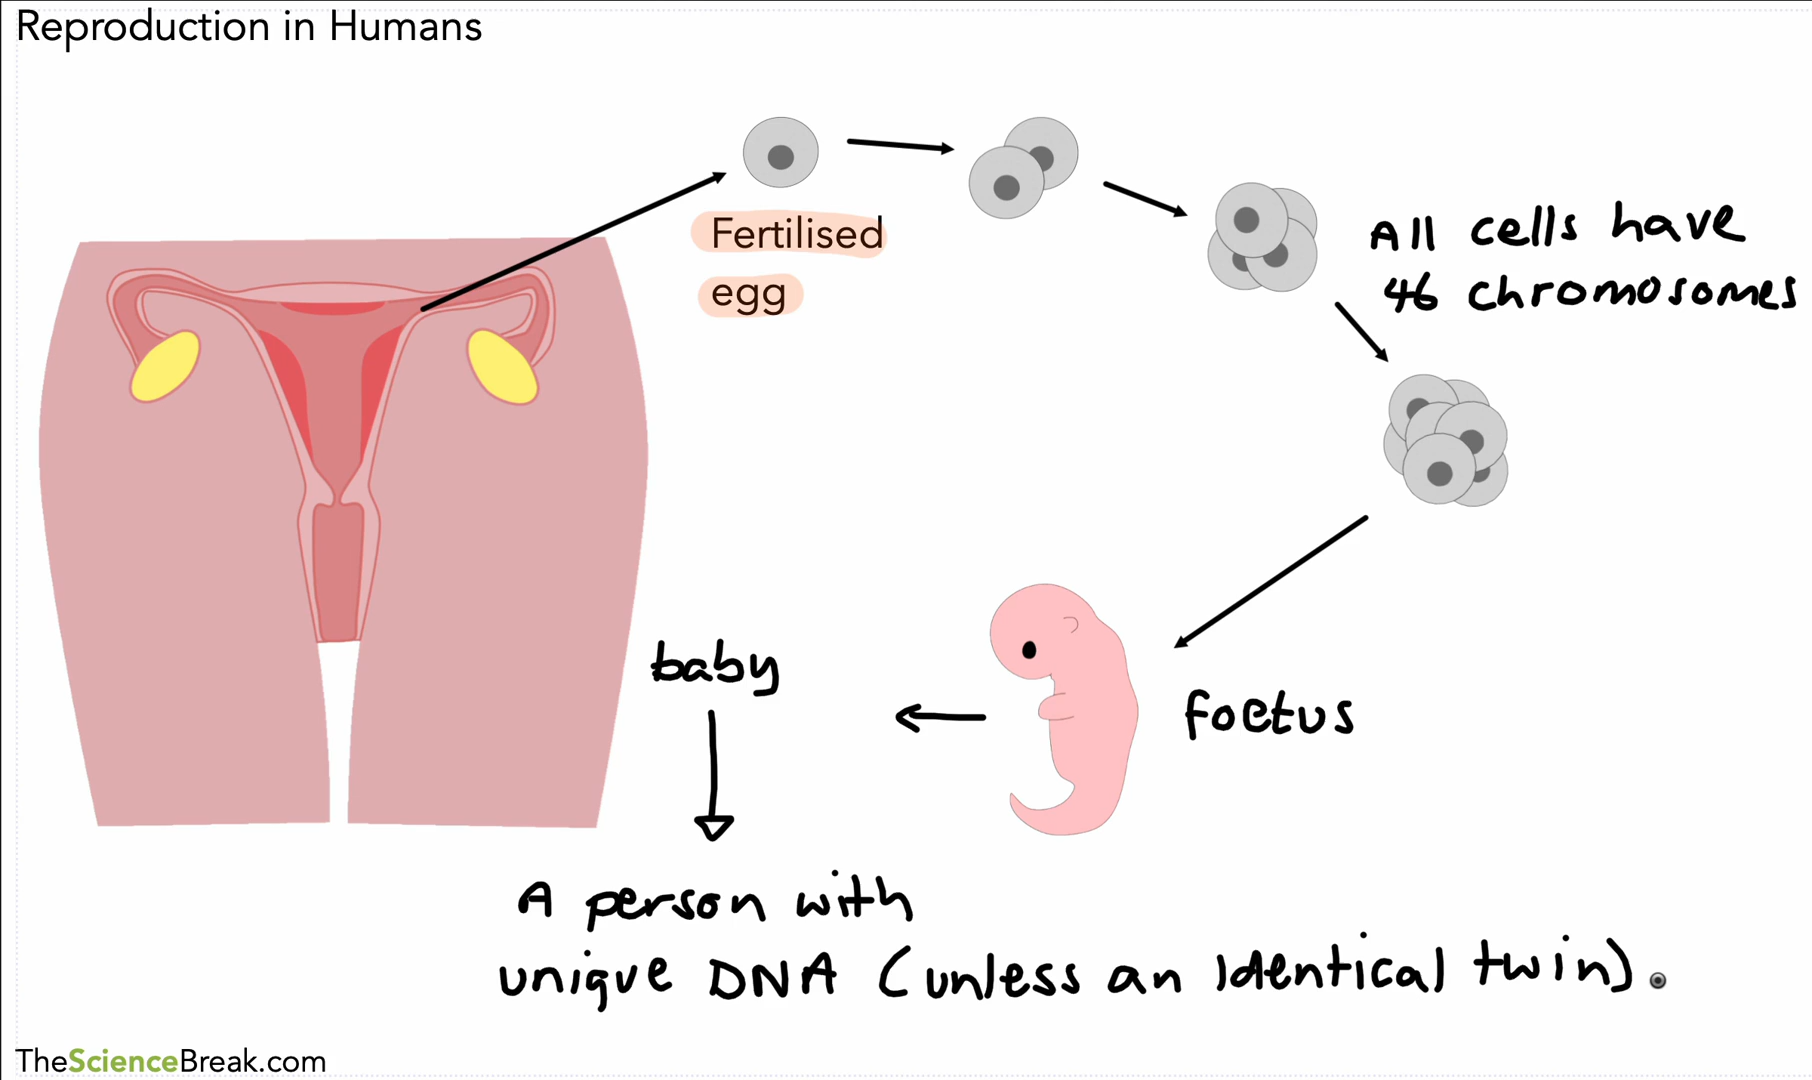 Reproduction in Humans
Fertilised
egg
All cells have
46 chromosomes
foetus
baby
A person with
unique DNA (unless an identical twin).
TheScienceBreak.com